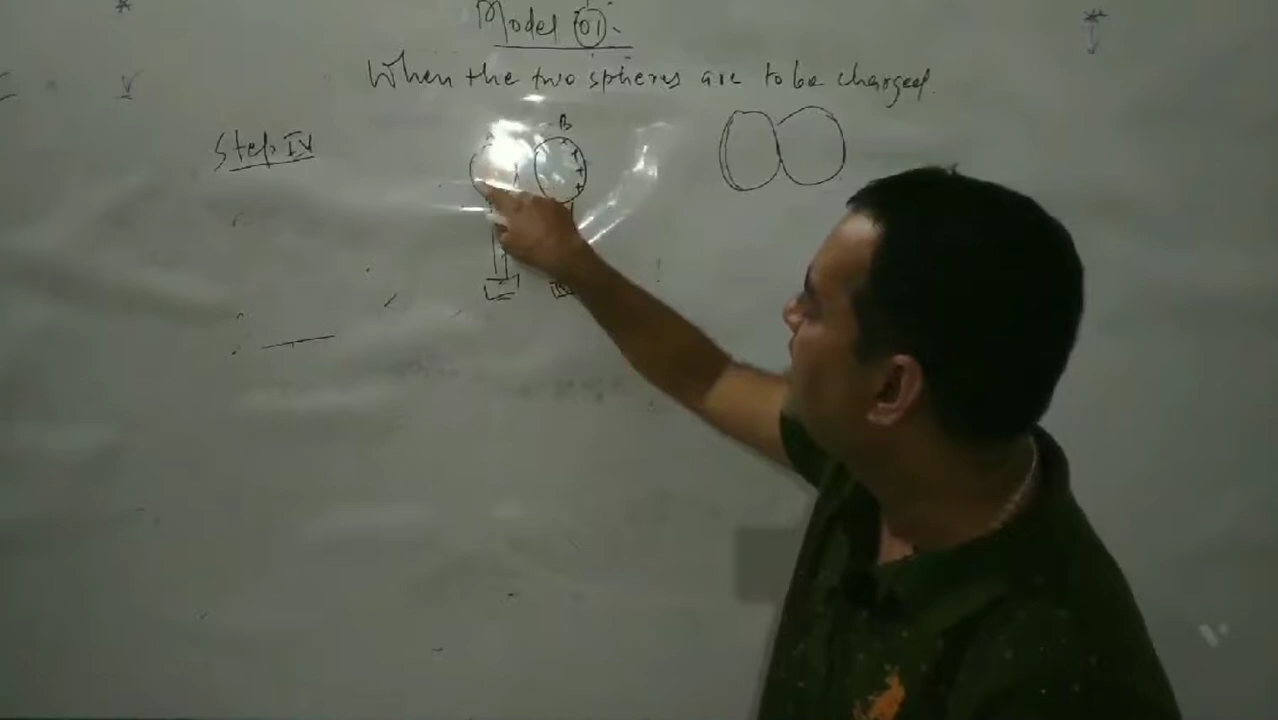 Model 01
When the two spheres are to be charged.
B
Step IV
+
+
+